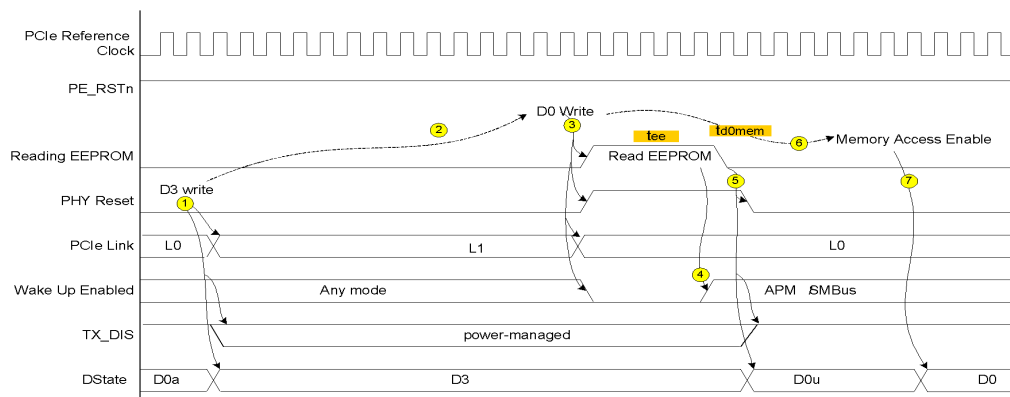 PCIe Reference
Clock
PE_RSTn
D0 Write
2
3
tee
td0mem
6
Memory Access Enable
Reading EEPROM
Read EEPROM
5
7
D3 write
1
PHY Reset
PCIe Link
L0
L1
L0
4
Wake Up Enabled
Any mode
APM /SMBus
TX_DIS
power-managed
DState
D0a
D3
D0u
D0